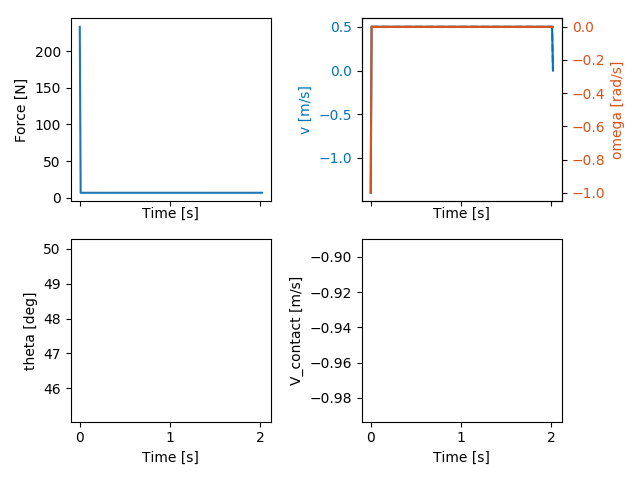 Force [N]
200
150
100
50
0
Time [s]
v [m/s]
0.5
0.0
−0.5
−1.0
Time [s]
0.0
−0.2
−0.4
−0.6
−0.8
−1.0
omega [rad/s]
theta [deg]
50
49
48
47
46
0 1 2
Time [s]
V_contact [m/s]
−0.90
−0.92
−0.94
−0.96
−0.98
0 1 2
Time [s]